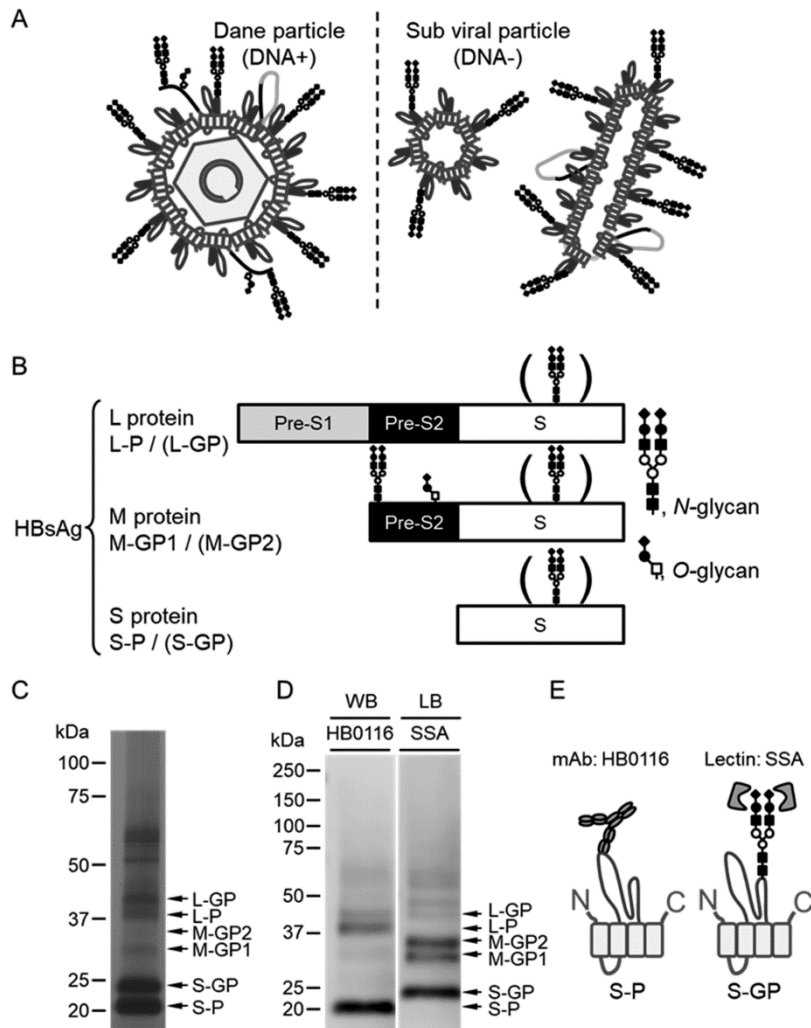 A
Dane particle
(DNA+)
Sub viral particle
(DNA-)
B
HBsAg
L protein
L-P / (L-GP)
Pre-S1
Pre-S2
S
M protein
M-GP1 / (M-GP2)
Pre-S2
S
S protein
S-P / (S-GP)
S
, N-glycan
, O-glycan
C
kDa
100
75
50
37
25
20
L-GP
L-P
M-GP2
M-GP1
S-GP
S-P
D
WB
LB
HB0116
SSA
kDa
250
150
100
75
50
37
25
20
L-GP
L-P
M-GP2
M-GP1
S-GP
S-P
E
mAb: HB0116
Lectin: SSA
N
C
N
C
S-P
S-GP